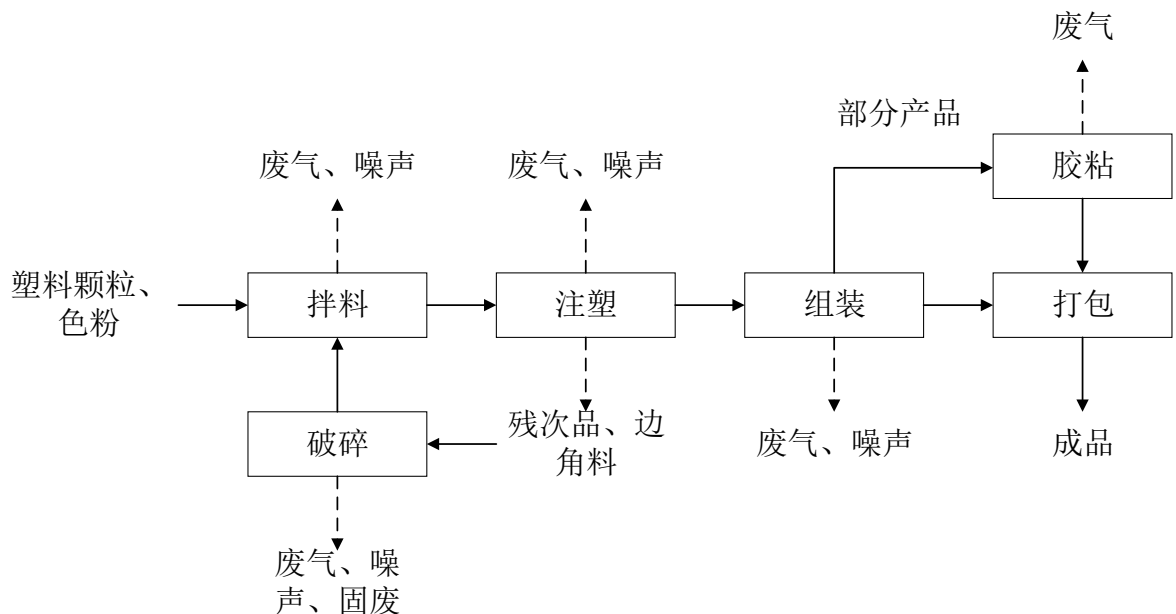 废气
部分产品
胶粘
废气、噪声
废气、噪声
塑料颗粒、
色粉
拌料
注塑
组装
打包
破碎
残次品、边
角料
废气、噪声
成品
废气、噪
声、固废